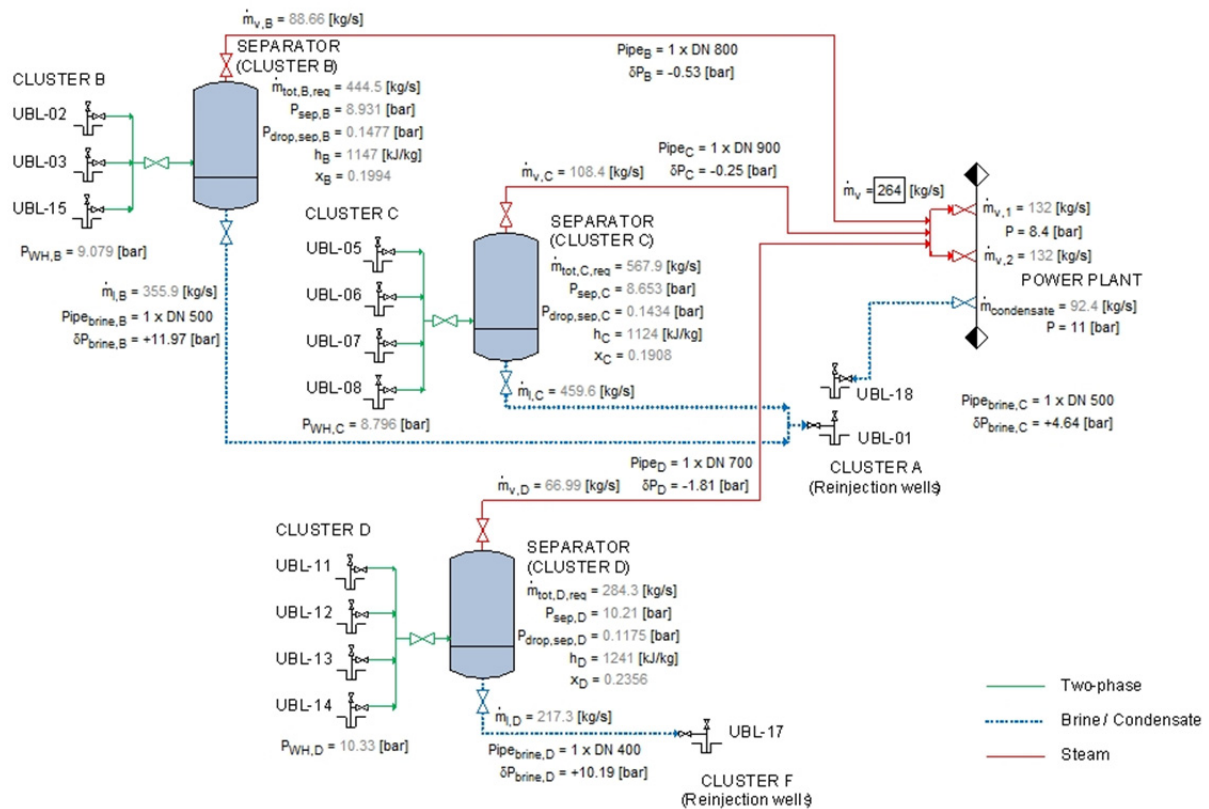 ṁv,B = 88.66 [kg/s]
PipeB = 1 x DN 800
δPB = -0.53 [bar]
SEPARATOR
(CLUSTER B)
ṁtot,B,req = 444.5 [kg/s]
Psep,B = 8.931 [bar]
Pdrop,sep,B = 0.1477 [bar]
hB = 1147 [kJ/kg]
xB = 0.1994
CLUSTER B
UBL-02
UBL-03
UBL-15
PWH,B = 9.079 [bar]
ṁl,B = 355.9 [kg/s]
Pipebrine,B = 1 x DN 500
δPbrine,B = +11.97 [bar]
PipeC = 1 x DN 900
δPC = -0.25 [bar]
ṁv,C = 108.4 [kg/s]
CLUSTER C
UBL-05
UBL-06
UBL-07
UBL-08
PWH,C = 8.796 [bar]
SEPARATOR
(CLUSTER C)
ṁtot,C,req = 567.9 [kg/s]
Psep,C = 8.653 [bar]
Pdrop,sep,C = 0.1434 [bar]
hC = 1124 [kJ/kg]
xC = 0.1908
ṁl,C = 459.6 [kg/s]
ṁv = 264 [kg/s]
ṁv,1 = 132 [kg/s]
P = 8.4 [bar]
ṁv,2 = 132 [kg/s]
POWER PLANT
ṁcondensate = 92.4 [kg/s]
P = 11 [bar]
UBL-18
UBL-01
CLUSTER A
(Reinjection wells)
Pipebrine,C = 1 x DN 500
δPbrine,C = +4.64 [bar]
PipeD = 1 x DN 700
δPD = -1.81 [bar]
ṁv,D = 66.99 [kg/s]
CLUSTER D
UBL-11
UBL-12
UBL-13
UBL-14
PWH,D = 10.33 [bar]
SEPARATOR
(CLUSTER D)
ṁtot,D,req = 284.3 [kg/s]
Psep,D = 10.21 [bar]
Pdrop,sep,D = 0.1175 [bar]
hD = 1241 [kJ/kg]
xD = 0.2356
ṁl,D = 217.3 [kg/s]
Pipebrine,D = 1 x DN 400
δPbrine,D = +10.19 [bar]
UBL-17
CLUSTER F
(Reinjection wells)
Two-phase
Brine / Condensate
Steam